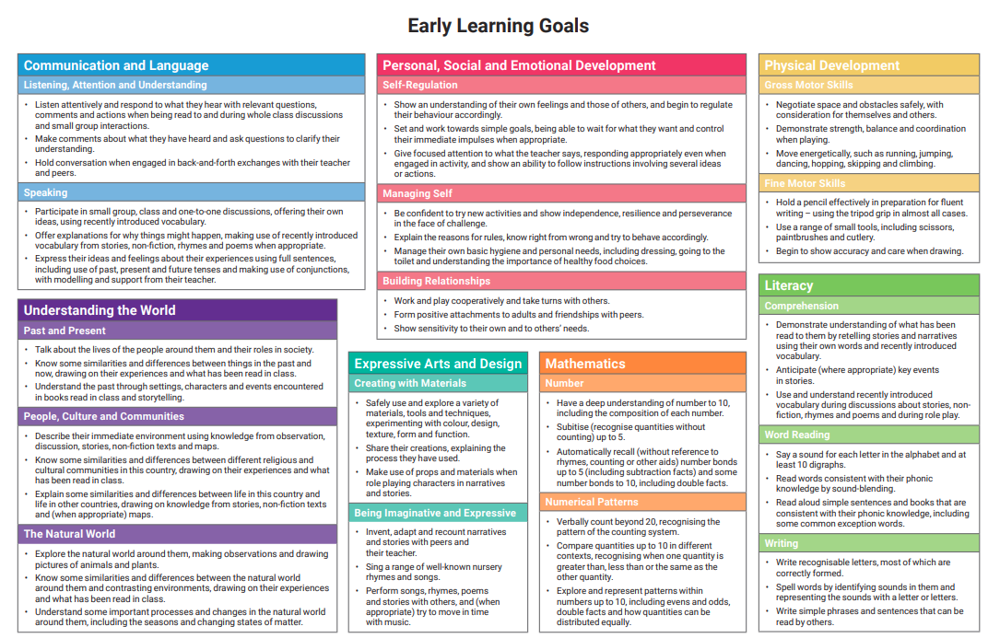 Early Learning Goals
Communication and Language
Listening, Attention and Understanding
• Listen attentively and respond to what they hear with relevant questions,
comments and actions when being read to and during whole class discussions
and small group interactions.
• Make comments about what they have heard and ask questions to clarify their
understanding.
• Hold conversation when engaged in back-and-forth exchanges with their teacher
and peers.
Speaking
• Participate in small group, class and one-to-one discussions, offering their own
ideas, using recently introduced vocabulary.
• Offer explanations for why things might happen, making use of recently introduced
vocabulary from stories, non-fiction, rhymes and poems when appropriate.
• Express their ideas and feelings about their experiences using full sentences,
including use of past, present and future tenses and making use of conjunctions,
with modelling and support from their teacher.
Personal, Social and Emotional Development
Self-Regulation
• Show an understanding of their own feelings and those of others, and begin to regulate
their behaviour accordingly.
• Set and work towards simple goals, being able to wait for what they want and control
their immediate impulses when appropriate.
• Give focused attention to what the teacher says, responding appropriately even when
engaged in activity, and show an ability to follow instructions involving several ideas
or actions.
Managing Self
• Be confident to try new activities and show independence, resilience and perseverance
in the face of challenge.
• Explain the reasons for rules, know right from wrong and try to behave accordingly.
• Manage their own basic hygiene and personal needs, including dressing, going to the
toilet and understanding the importance of healthy food choices.
Building Relationships
• Work and play cooperatively and take turns with others.
• Form positive attachments to adults and friendships with peers.
• Show sensitivity to their own and to others' needs.
Physical Development
Gross Motor Skills
• Negotiate space and obstacles safely, with
consideration for themselves and others.
• Demonstrate strength, balance and coordination
when playing.
• Move energetically, such as running, jumping,
dancing, hopping, skipping and climbing.
Fine Motor Skills
• Hold a pencil effectively in preparation for fluent
writing – using the tripod grip in almost all cases.
• Use a range of small tools, including scissors,
paintbrushes and cutlery.
• Begin to show accuracy and care when drawing.
Understanding the World
Past and Present
• Talk about the lives of the people around them and their roles in society.
• Know some similarities and differences between things in the past and
now, drawing on their experiences and what has been read in class.
• Understand the past through settings, characters and events encountered
in books read in class and storytelling.
People, Culture and Communities
• Describe their immediate environment using knowledge from observation,
discussion, stories, non-fiction texts and maps.
• Know some similarities and differences between different religious and
cultural communities in this country, drawing on their experiences and what
has been read in class.
• Explain some similarities and differences between life in this country and
life in other countries, drawing on knowledge from stories, non-fiction texts
and (when appropriate) maps.
The Natural World
• Explore the natural world around them, making observations and drawing
pictures of animals and plants.
• Know some similarities and differences between the natural world
around them and contrasting environments, drawing on their experiences
and what has been read in class.
• Understand some important processes and changes in the natural world
around them, including the seasons and changing states of matter.
Expressive Arts and Design
Creating with Materials
• Safely use and explore a variety of
materials, tools and techniques,
experimenting with colour, design,
texture, form and function.
• Share their creations, explaining the
process they have used.
• Make use of props and materials when
role playing characters in narratives
and stories.
Being Imaginative and Expressive
• Invent, adapt and recount narratives
and stories with peers and
their teacher.
• Sing a range of well-known nursery
rhymes and songs.
• Perform songs, rhymes, poems
and stories with others, and (when
appropriate) try to move in time
with music.
Mathematics
Number
• Have a deep understanding of number to 10,
including the composition of each number.
• Subitise (recognise quantities without
counting) up to 5.
• Automatically recall (without reference to
rhymes, counting or other aids) number bonds
up to 5 (including subtraction facts) and some
number bonds to 10, including double facts.
Numerical Patterns
• Verbally count beyond 20, recognising the
pattern of the counting system.
• Compare quantities up to 10 in different
contexts, recognising when one quantity is
greater than, less than or the same as the
other quantity.
• Explore and represent patterns within
numbers up to 10, including evens and odds,
double facts and how quantities can be
distributed equally.
Literacy
Comprehension
• Demonstrate understanding of what has been
read to them by retelling stories and narratives
using their own words and recently introduced
vocabulary.
• Anticipate (where appropriate) key events
in stories.
• Use and understand recently introduced
vocabulary during discussions about stories, non-
fiction, rhymes and poems and during role play.
Word Reading
• Say a sound for each letter in the alphabet and at
least 10 digraphs.
• Read words consistent with their phonic
knowledge by sound-blending.
• Read aloud simple sentences and books that are
consistent with their phonic knowledge, including
some common exception words.
Writing
• Write recognisable letters, most of which are
correctly formed.
• Spell words by identifying sounds in them and
representing the sounds with a letter or letters.
• Write simple phrases and sentences that can be
read by others.